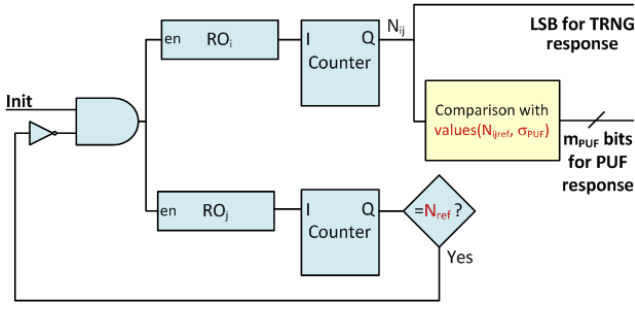 en ROᵢ
I Q
Counter
Nᵢⱼ
LSB for TRNG
response
Init
Comparison with
values(Nᵢⱼᵣₑf, σPUF)
mPUF bits
for PUF
response
en ROⱼ
I Q
Counter
=Nᵣₑf ?
Yes